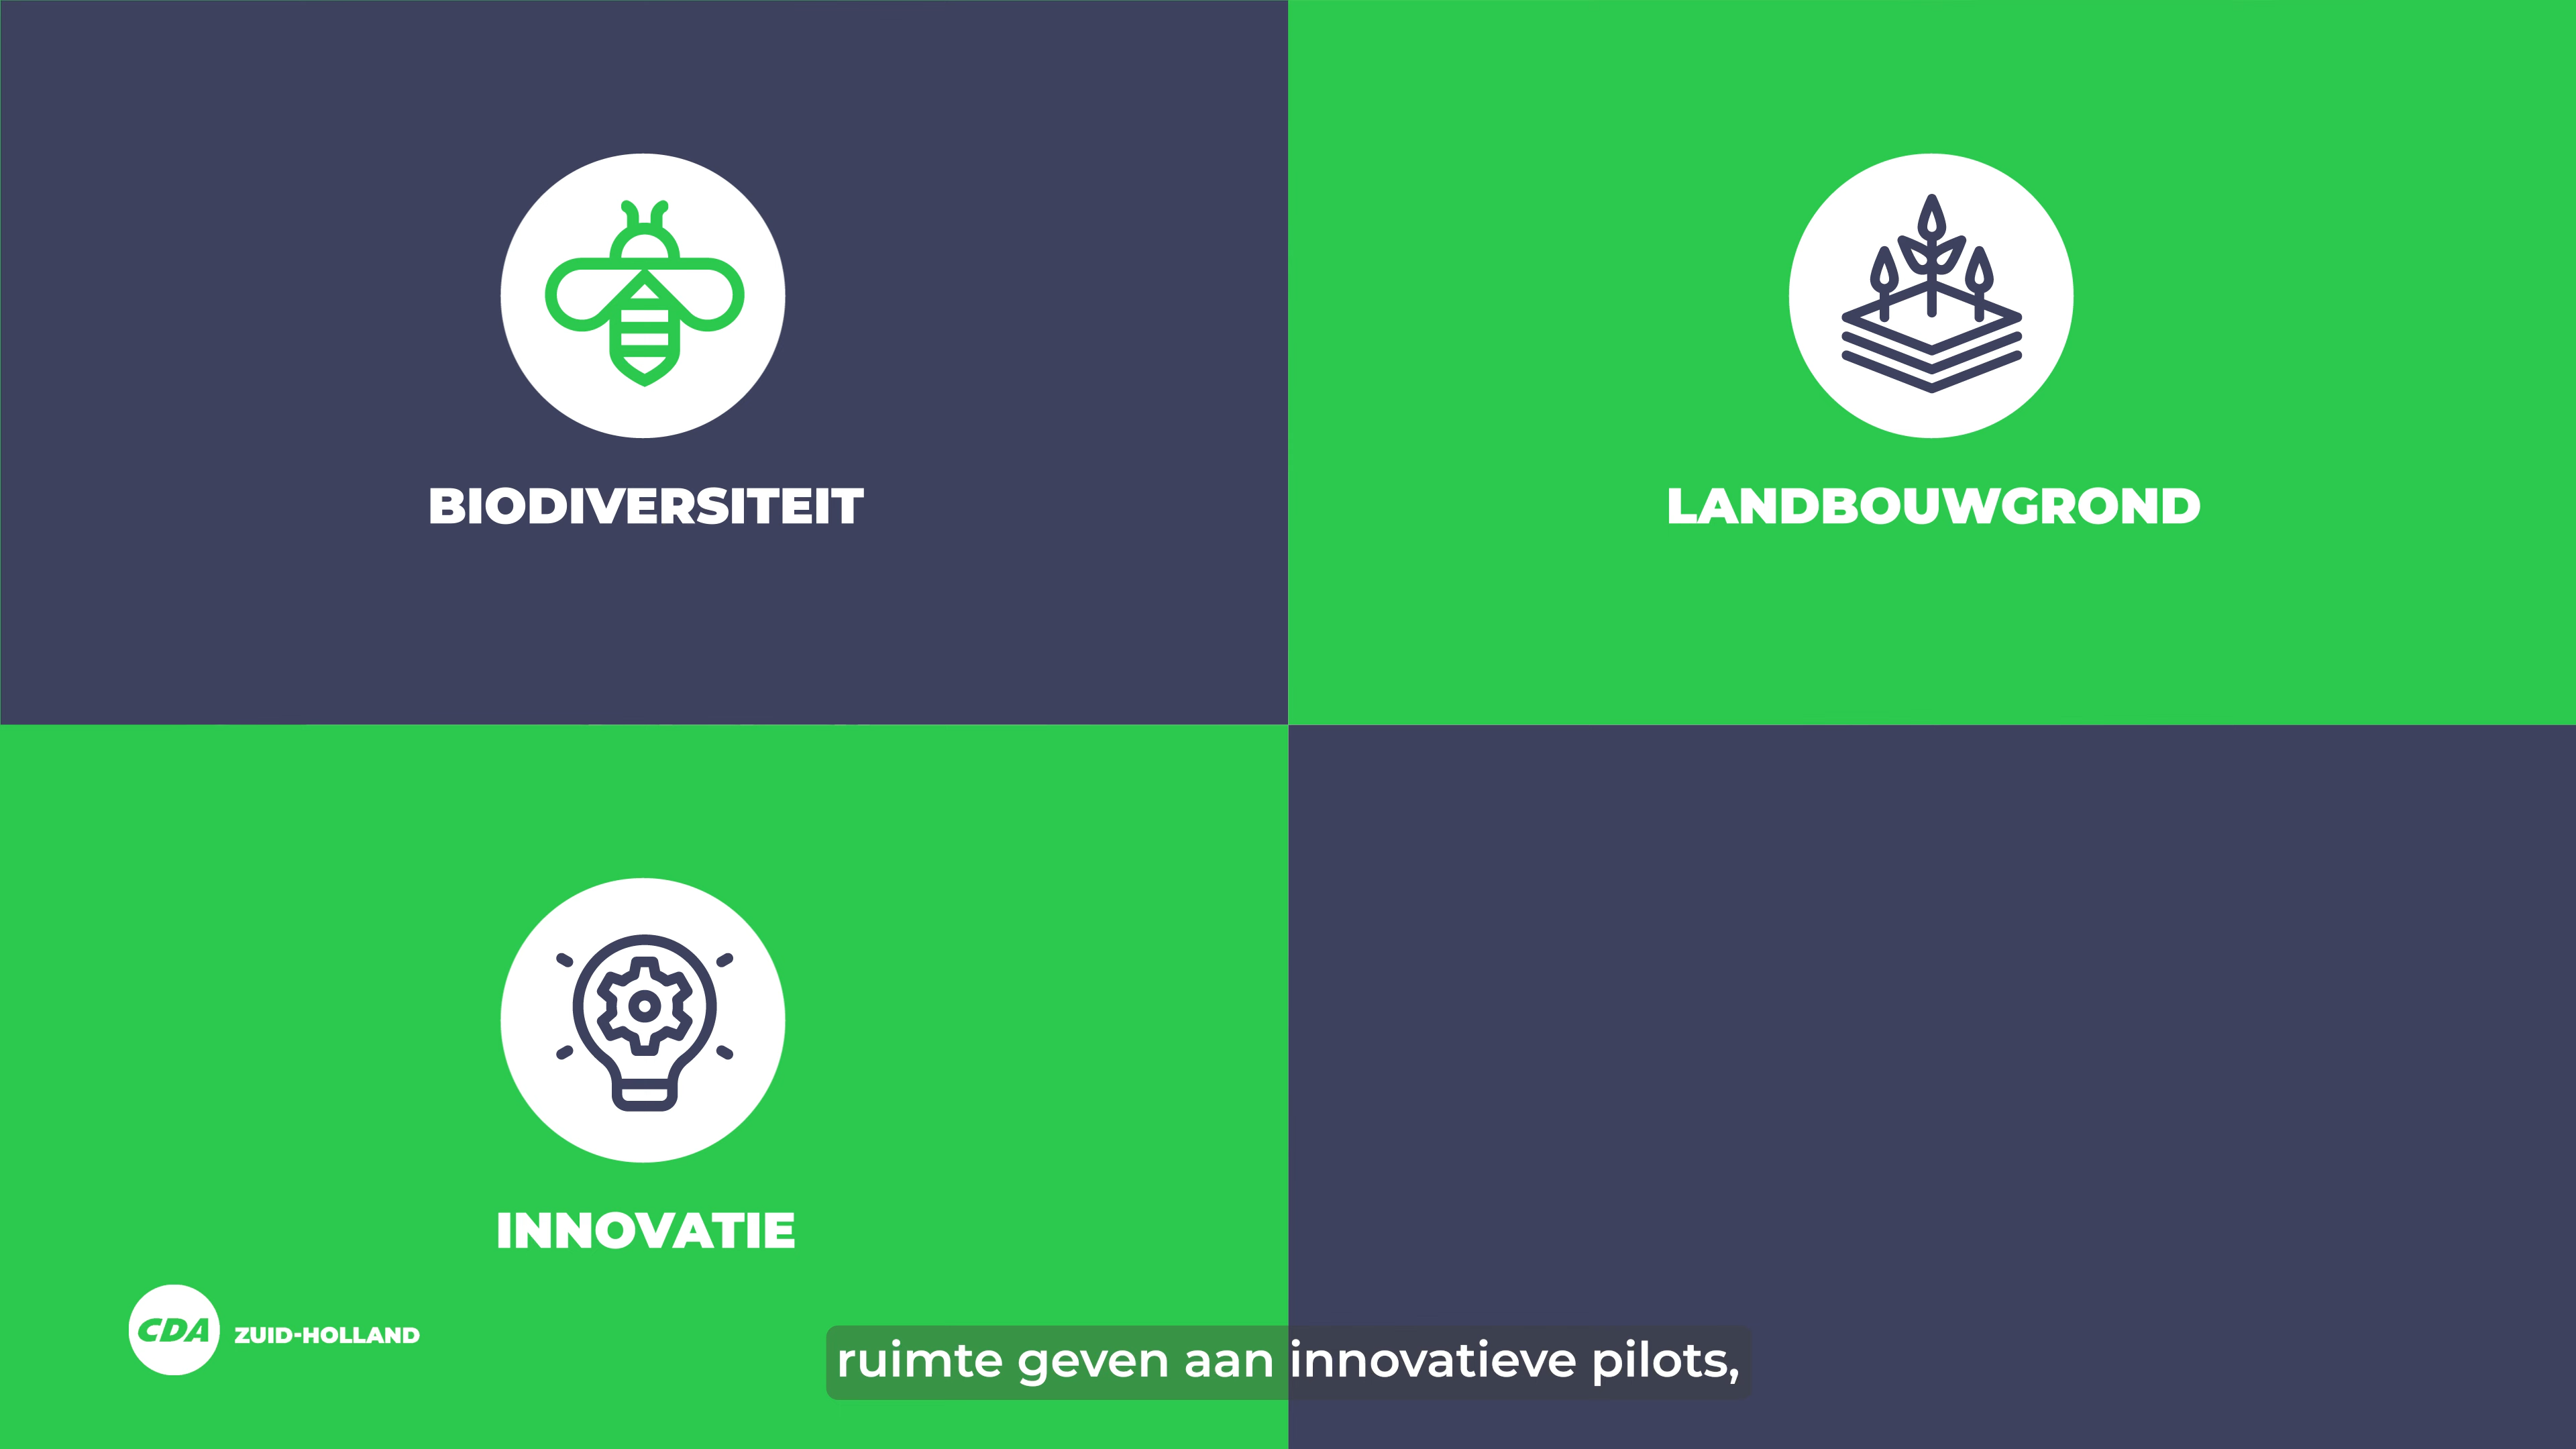 BIODIVERSITEIT
LANDBOUWGROND
INNOVATIE
CDA ZUID-HOLLAND
ruimte geven aan innovatieve pilots,